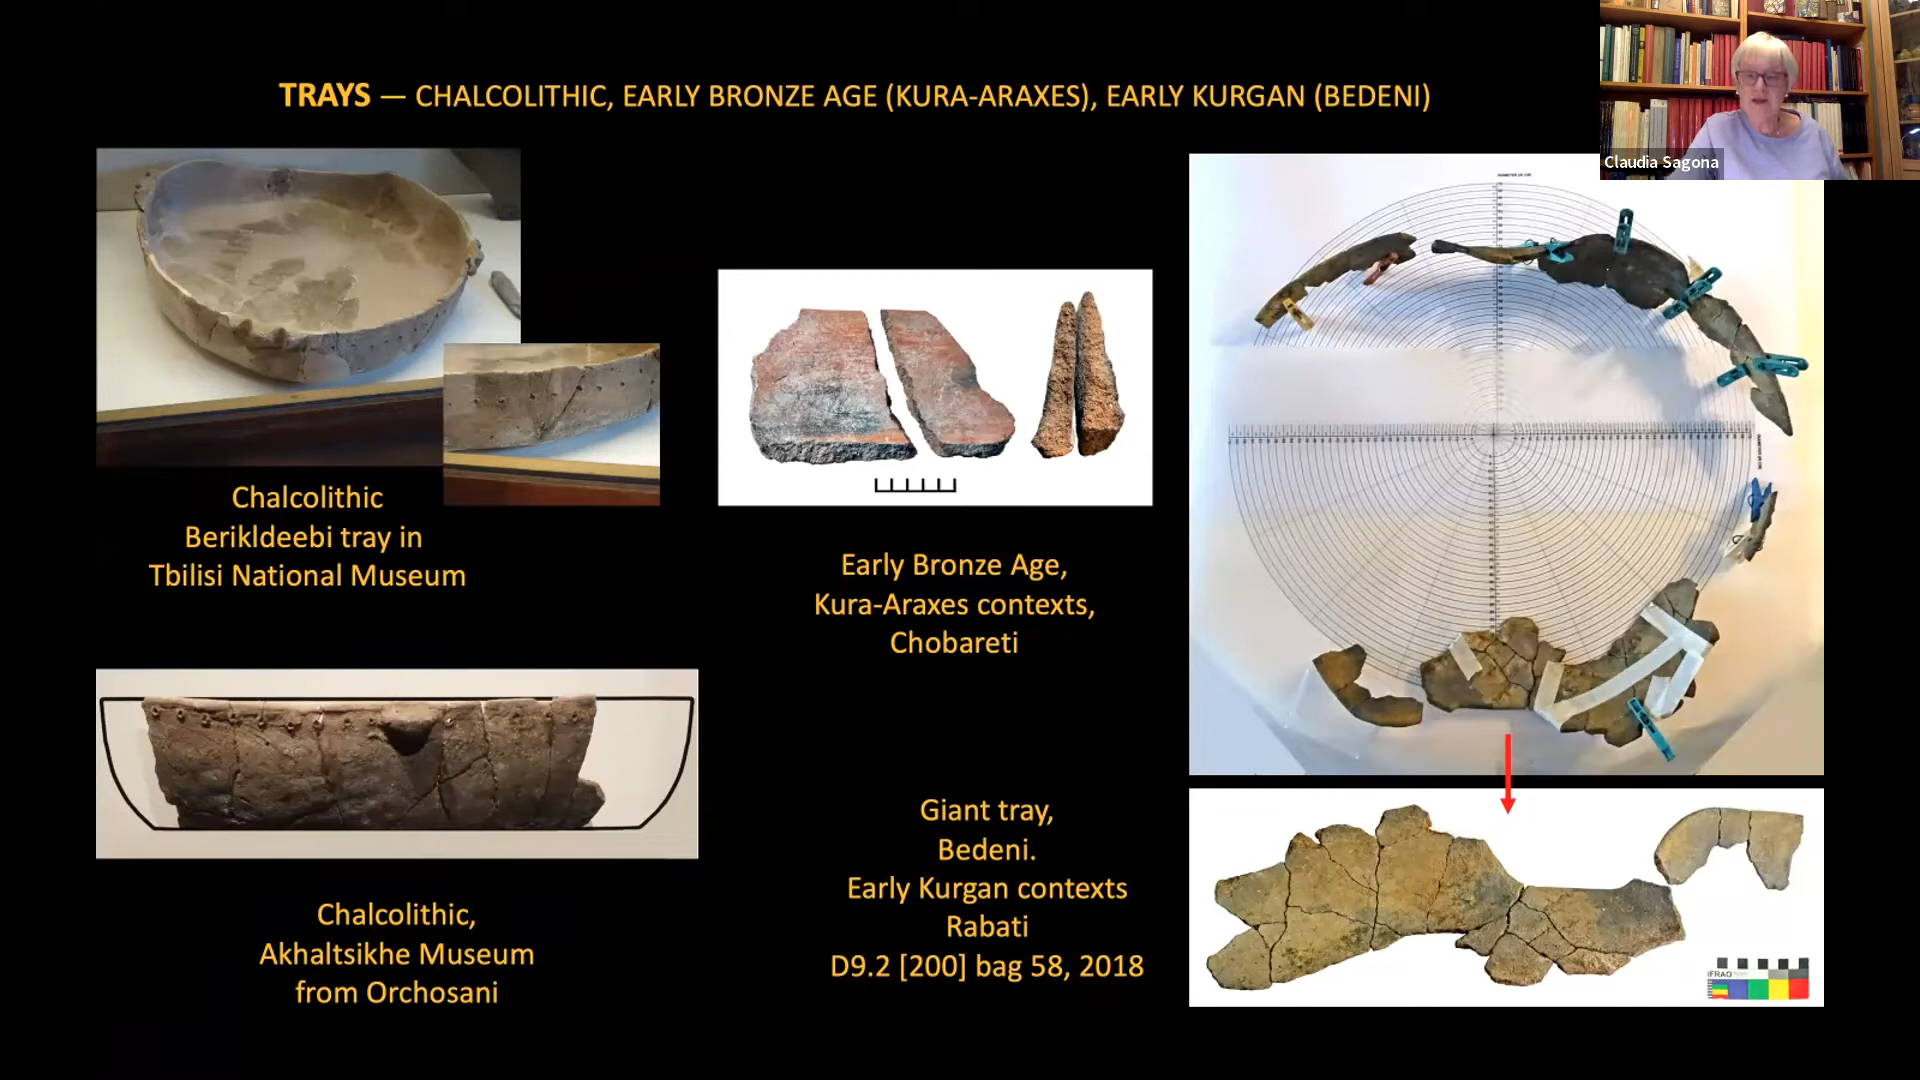 TRAYS — CHALCOLITHIC, EARLY BRONZE AGE (KURA-ARAXES), EARLY KURGAN (BEDENI)
Claudia Sagona
Chalcolithic
Berikldeebi tray in
Tbilisi National Museum
Early Bronze Age,
Kura-Araxes contexts,
Chobareti
Chalcolithic,
Akhaltsikhe Museum
from Orchosani
Giant tray,
Bedeni.
Early Kurgan contexts
Rabati
D9.2 [200] bag 58, 2018
IFRAO